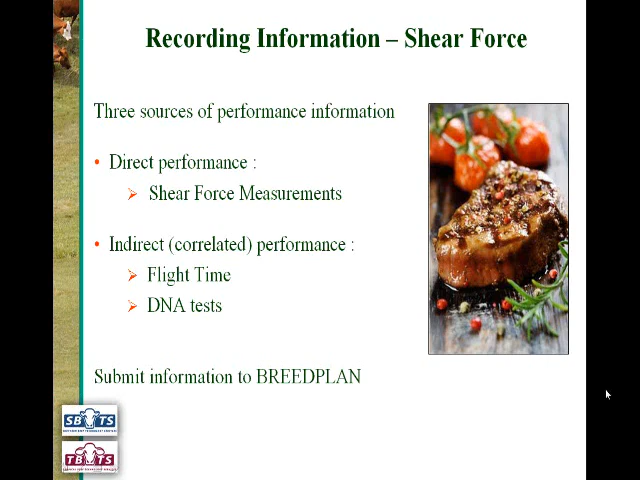 Recording Information – Shear Force
Three sources of performance information
• Direct performance :
➢ Shear Force Measurements
• Indirect (correlated) performance :
➢ Flight Time
➢ DNA tests
Submit information to BREEDPLAN
SBTS
TBTS